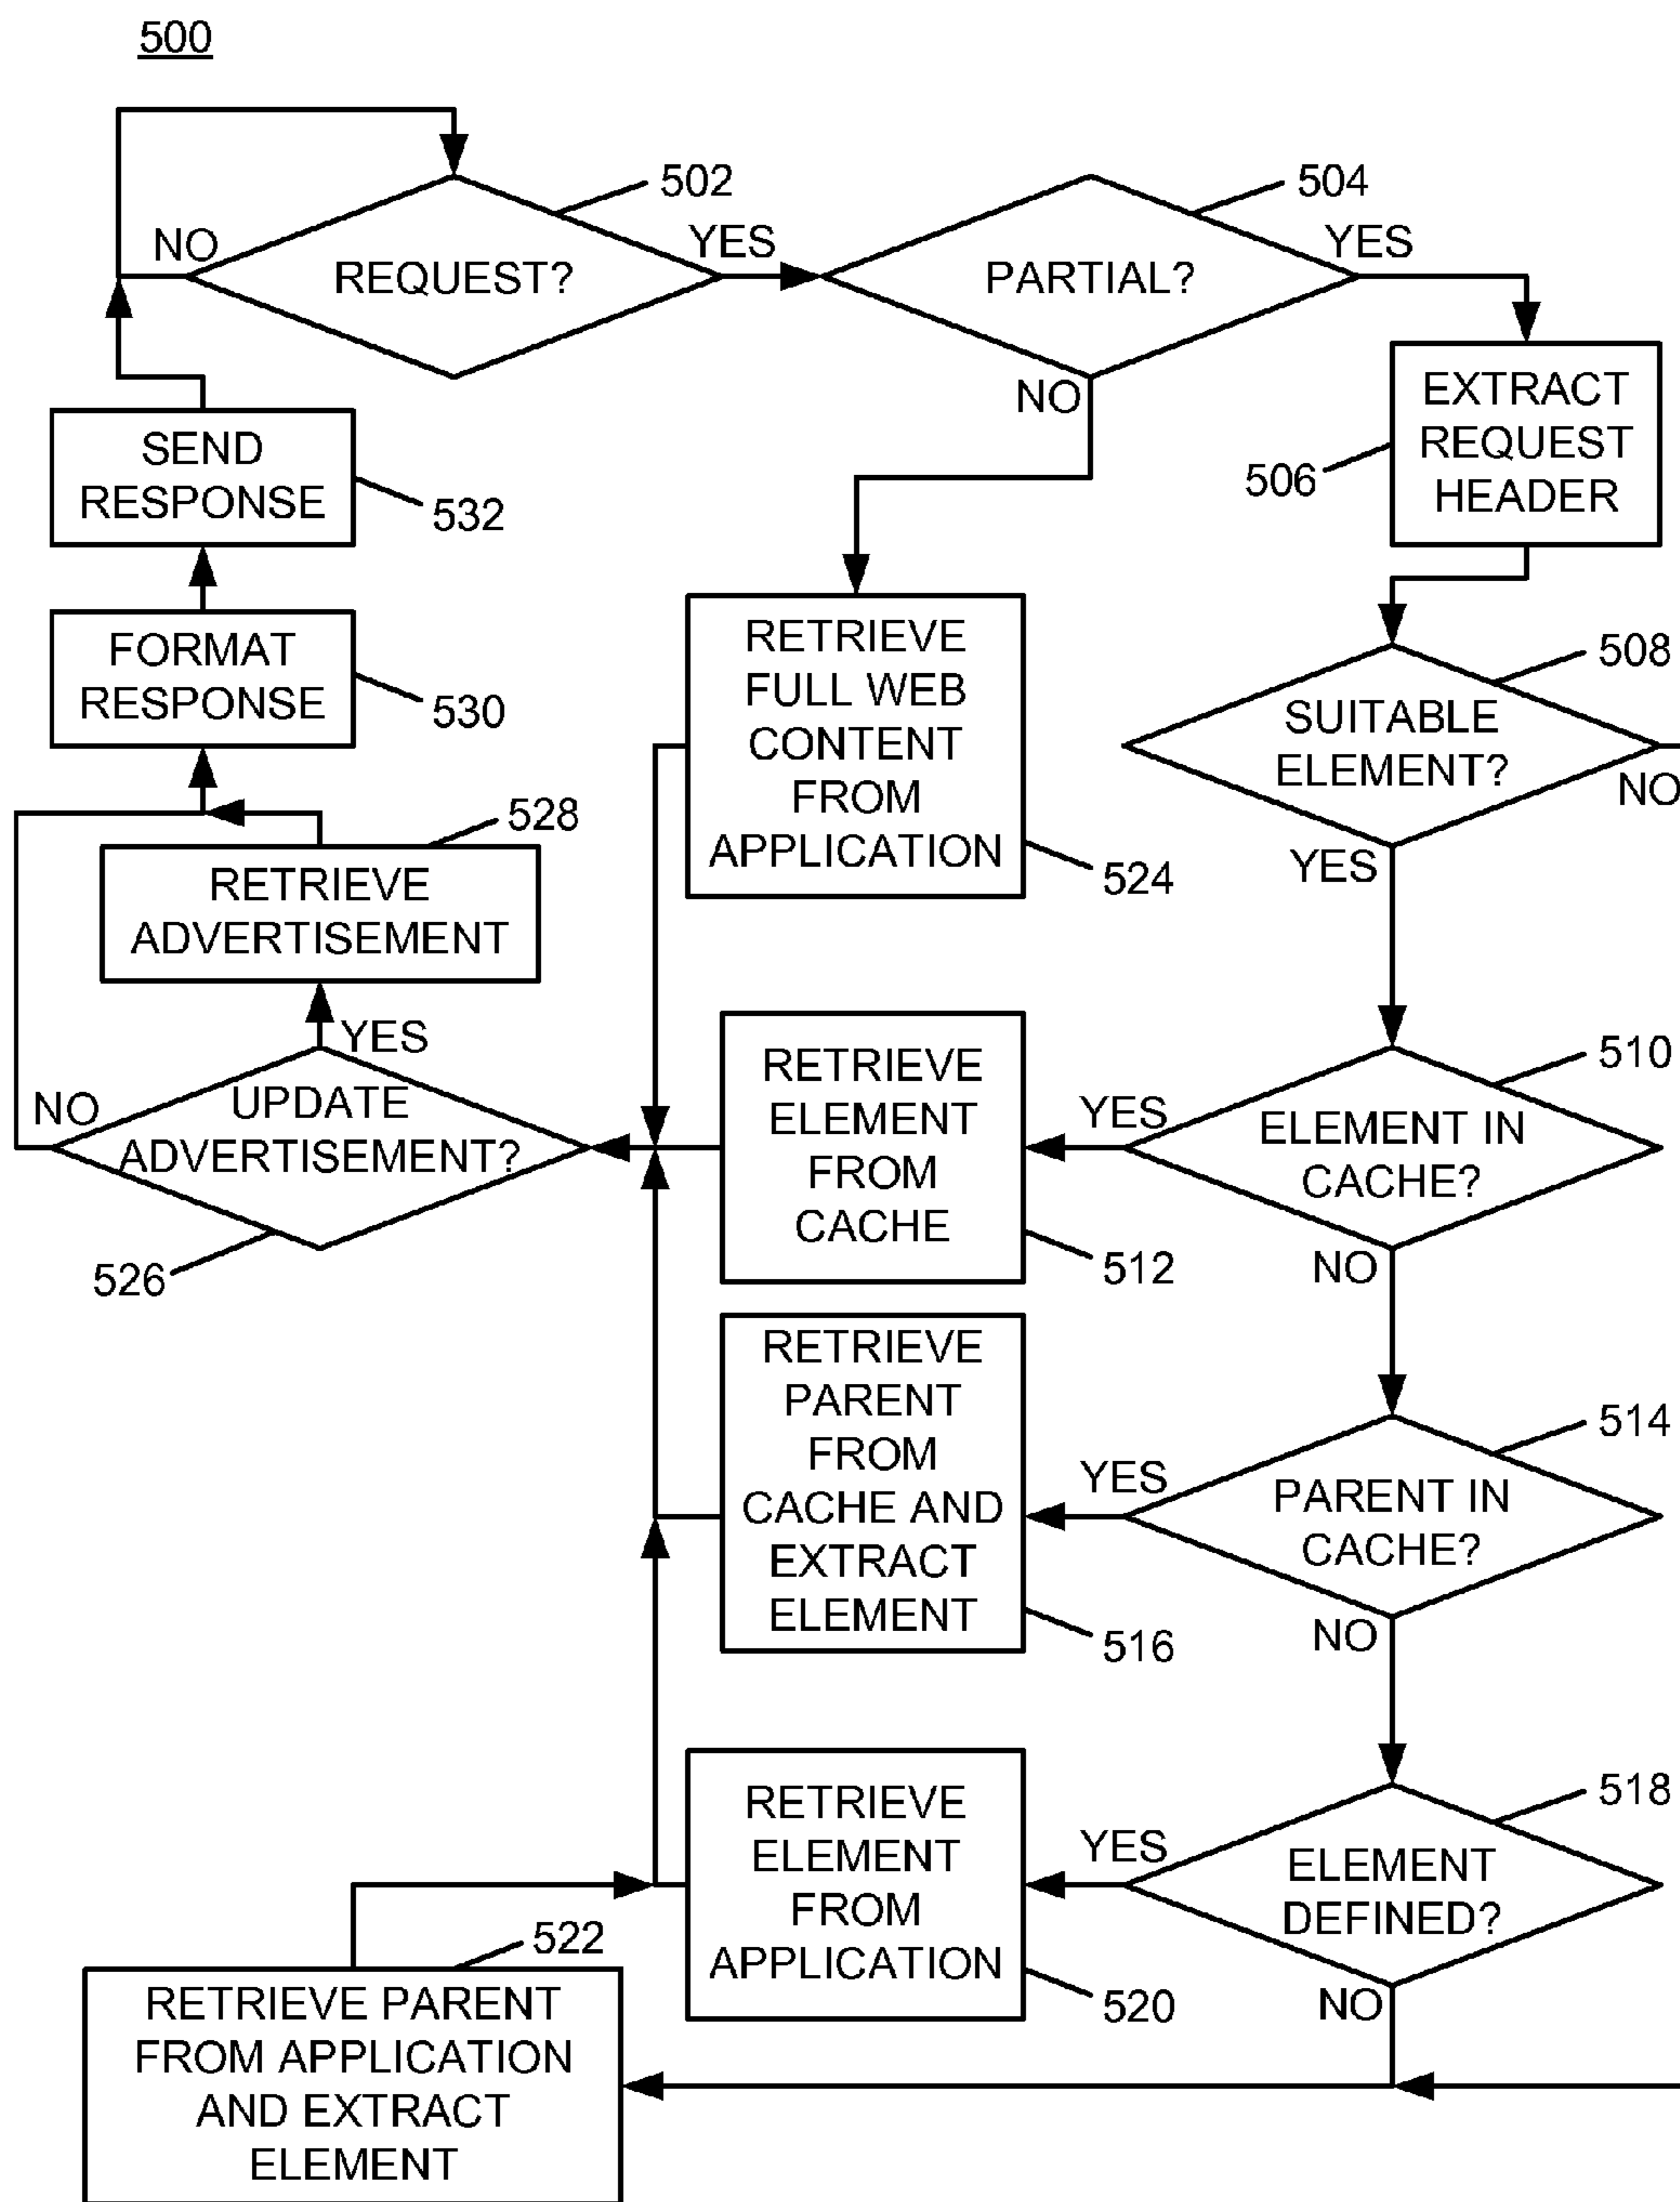 500
502
NO
YES
REQUEST?
504
YES
PARTIAL?
NO
EXTRACT
REQUEST
HEADER
506
SEND
RESPONSE
532
FORMAT
RESPONSE
530
RETRIEVE
FULL WEB
CONTENT
FROM
APPLICATION
524
508
SUITABLE
ELEMENT?
NO
YES
528
RETRIEVE
ADVERTISEMENT
YES
NO
UPDATE
ADVERTISEMENT?
526
RETRIEVE
ELEMENT
FROM
CACHE
512
510
YES
ELEMENT IN
CACHE?
NO
RETRIEVE
PARENT
FROM
CACHE AND
EXTRACT
ELEMENT
516
514
YES
PARENT IN
CACHE?
NO
RETRIEVE
ELEMENT
FROM
APPLICATION
520
518
YES
ELEMENT
DEFINED?
NO
522
RETRIEVE PARENT
FROM APPLICATION
AND EXTRACT
ELEMENT